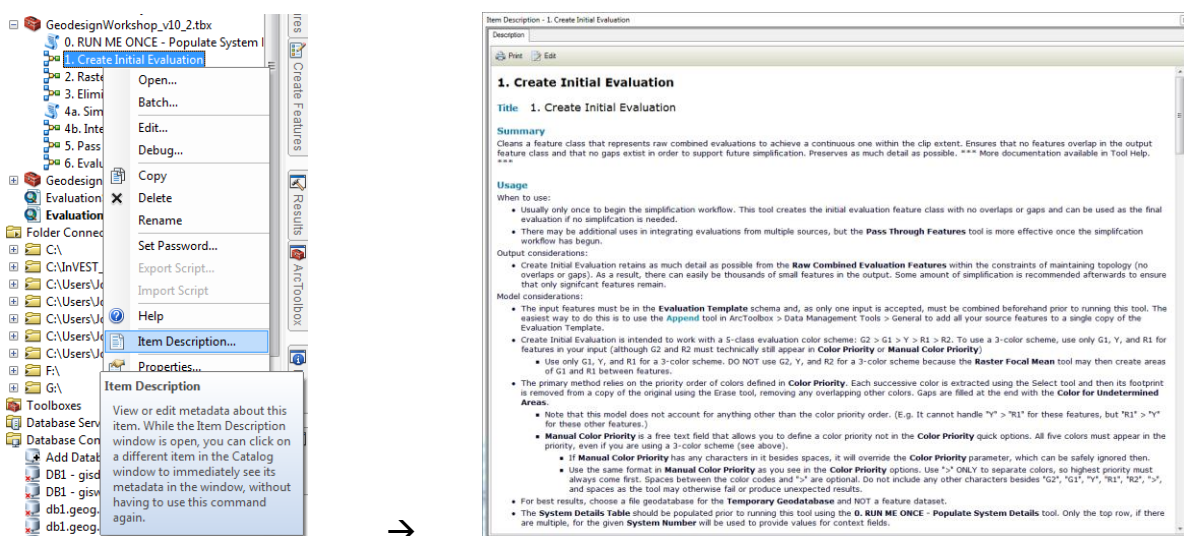 GeodesignWorkshop_v10_2.tbx
0. RUN ME ONCE - Populate System
1. Create Initial Evaluation
2. Raste
3. Elimi
4a. Sim
4b. Inte
5. Pass
6. Evalu
Geodesign
Evaluation
Evaluation
Folder Connec
C:\
C:\InVEST_
C:\Users\Jo
C:\Users\Jo
C:\Users\Jo
C:\Users\Jo
C:\Users\Jo
F:\
G:\
Toolboxes
Database Serv
Database Con
Add Datab
DB1 - gisd
DB1 - gisw
db1.geog.
db1.geog.
Open...
Batch...
Edit...
Debug...
Copy
Delete
Rename
Set Password...
Export Script...
Import Script
Help
Item Description...
Properties...
Item Description
View or edit metadata about this
item. While the Item Description
window is open, you can click on
a different item in the Catalog
window to immediately see its
metadata in the window, without
having to use this command
again.
Create Features
Results
ArcToolbox
→
Item Description - 1. Create Initial Evaluation
Description
Print Edit
1. Create Initial Evaluation
Title 1. Create Initial Evaluation
Summary
Cleans a feature class that represents raw combined evaluations to achieve a continuous one within the clip extent. Ensures that no features overlap in the output
feature class and that no gaps extist in order to support future simplification. Preserves as much detail as possible. *** More documentation available in Tool Help.
***
Usage
When to use:
• Usually only once to begin the simplification workflow. This tool creates the initial evaluation feature class with no overlaps or gaps and can be used as the final
evaluation if no simplifcation is needed.
• There may be additional uses in integrating evaluations from multiple sources, but the Pass Through Features tool is more effective once the simplifcation
workflow has begun.
Output considerations:
• Create Initial Evaluation retains as much detail as possible from the Raw Combined Evaluation Features within the constraints of maintaining topology (no
overlaps or gaps). As a result, there can easily be thousands of small features in the output. Some amount of simplification is recommended afterwards to ensure
that only signifcant features remain.
Model considerations:
• The input features must be in the Evaluation Template schema and, as only one input is accepted, must be combined beforehand prior to running this tool. The
easiest way to do this is to use the Append tool in ArcToolbox > Data Management Tools > General to add all your source features to a single copy of the
Evaluation Template.
• Create Initial Evaluation is intended to work with a 5-class evaluation color scheme: G2 > G1 > Y > R1 > R2. To use a 3-color scheme, use only G1, Y, and R1 for
features in your input (although G2 and R2 must technically still appear in Color Priority or Manual Color Priority)
▪ Use only G1, Y, and R1 for a 3-color scheme. DO NOT use G2, Y, and R2 for a 3-color scheme because the Raster Focal Mean tool may then create areas
of G1 and R1 between features.
• The primary method relies on the priority order of colors defined in Color Priority. Each successive color is extracted using the Select tool and then its footprint
is removed from a copy of the original using the Erase tool, removing any overlapping other colors. Gaps are filled at the end with the Color for Undetermined
Areas.
▪ Note that this model does not account for anything other than the color priority order. (E.g. It cannot handle "Y" > "R1" for these features, but "R1" > "Y"
for these other features.)
▪ Manual Color Priority is a free text field that allows you to define a color priority not in the Color Priority quick options. All five colors must appear in the
priority, even if you are using a 3-color scheme (see above).
▪ If Manual Color Priority has any characters in it besides spaces, it will override the Color Priority parameter, which can be safely ignored then.
▪ Use the same format in Manual Color Priority as you see in the Color Priority options. Use ">" ONLY to separate colors, so highest priority must
always come first. Spaces between the color codes and ">" are optional. Do not include any other characters besides "G2", "G1", "Y", "R1", "R2", ">",
and spaces as the tool may otherwise fail or produce unexpected results.
• For best results, choose a file geodatabase for the Temporary Geodatabase and NOT a feature dataset.
• The System Details Table should be populated prior to running this tool using the 0. RUN ME ONCE - Populate System Details tool. Only the top row, if there
are multiple, for the given System Number will be used to provide values for context fields.